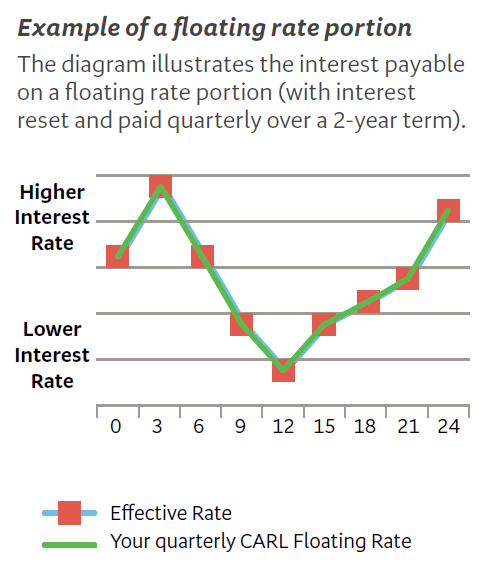 Example of a floating rate portion
The diagram illustrates the interest payable
on a floating rate portion (with interest
reset and paid quarterly over a 2-year term).
Higher
Interest
Rate
Lower
Interest
Rate
0 3 6 9 12 15 18 21 24
Effective Rate
Your quarterly CARL Floating Rate